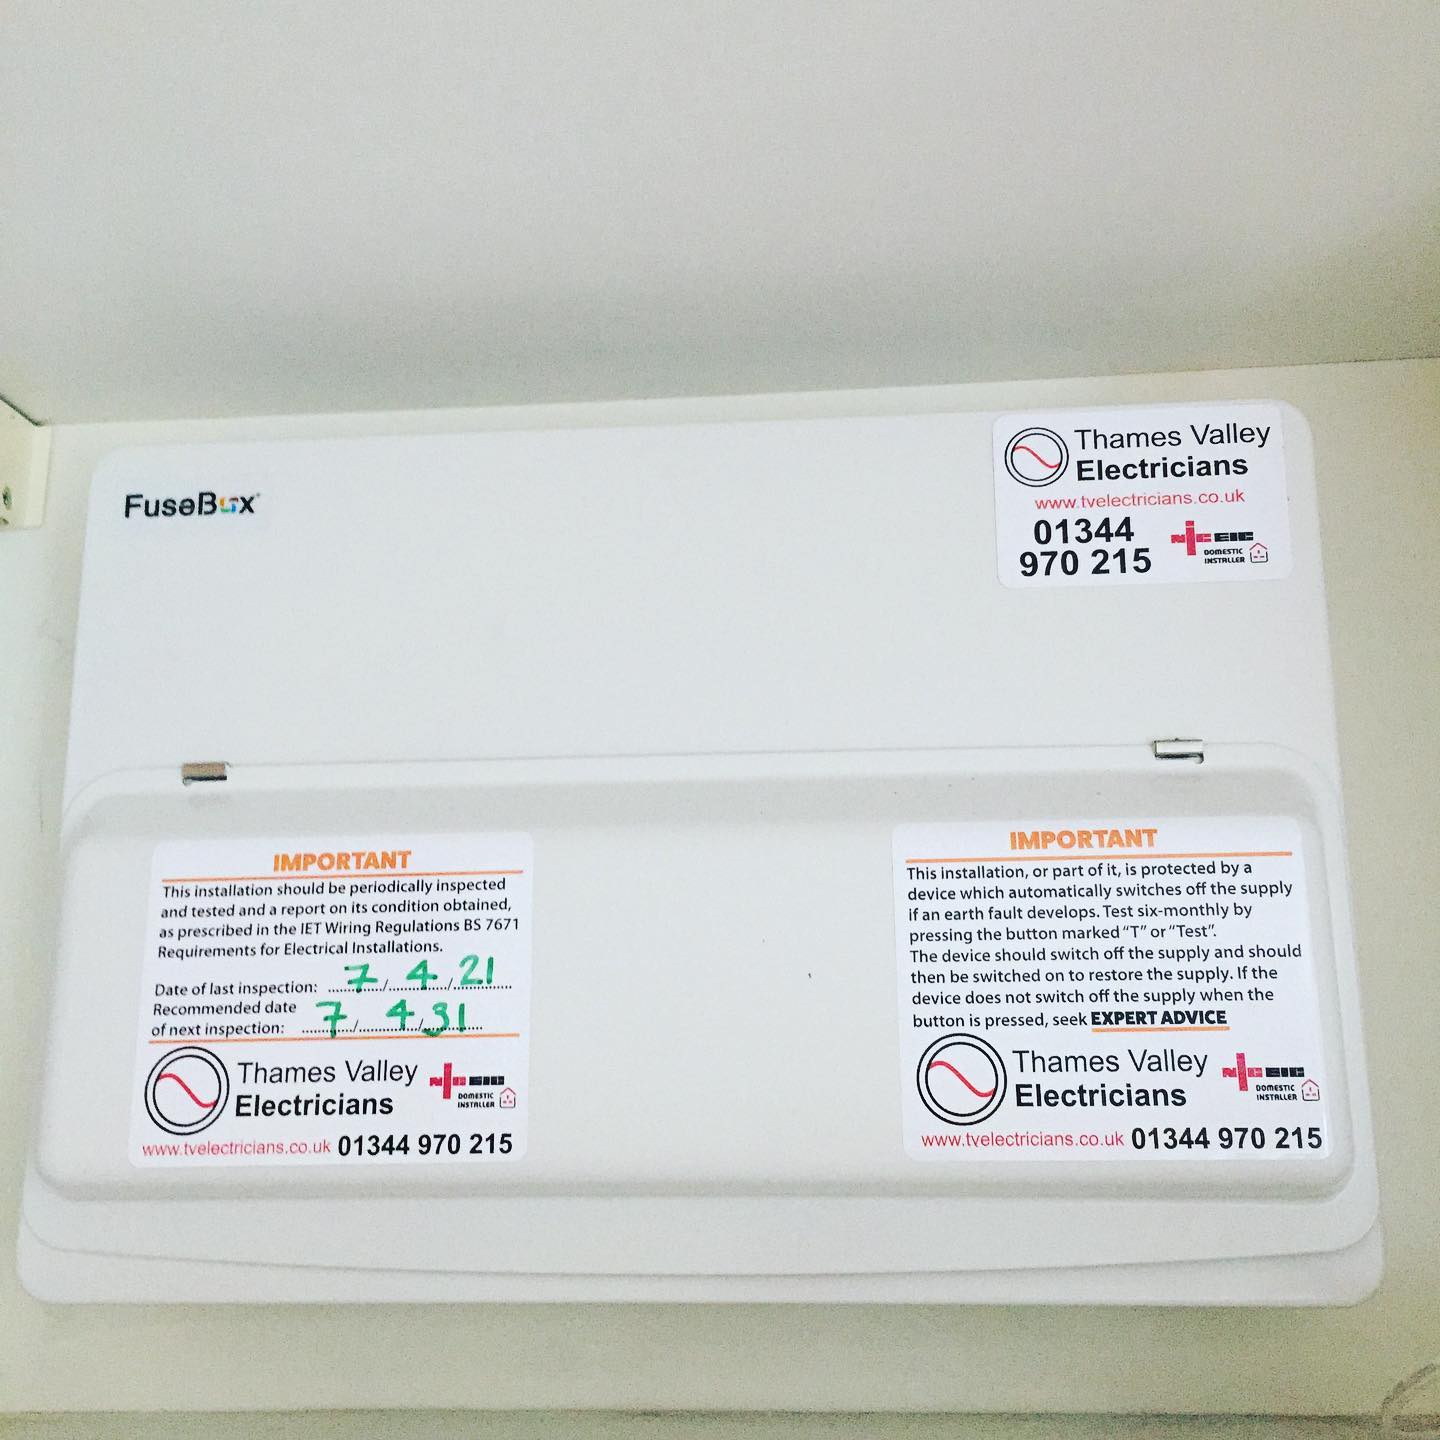 FuseBox
Thames Valley
Electricians
www.tvelectricians.co.uk
01344
970 215
NICEIC
DOMESTIC
INSTALLER
IMPORTANT
This installation should be periodically inspected
and tested and a report on its condition obtained,
as prescribed in the IET Wiring Regulations BS 7671
Requirements for Electrical Installations.
Date of last inspection: 7/4/21
Recommended date
of next inspection: 7/4/31
Thames Valley
Electricians
NICEIC
DOMESTIC
INSTALLER
www.tvelectricians.co.uk 01344 970 215
IMPORTANT
This installation, or part of it, is protected by a
device which automatically switches off the supply
if an earth fault develops. Test six-monthly by
pressing the button marked "T" or "Test".
The device should switch off the supply and should
then be switched on to restore the supply. If the
device does not switch off the supply when the
button is pressed, seek EXPERT ADVICE
Thames Valley
Electricians
NICEIC
DOMESTIC
INSTALLER
www.tvelectricians.co.uk 01344 970 215